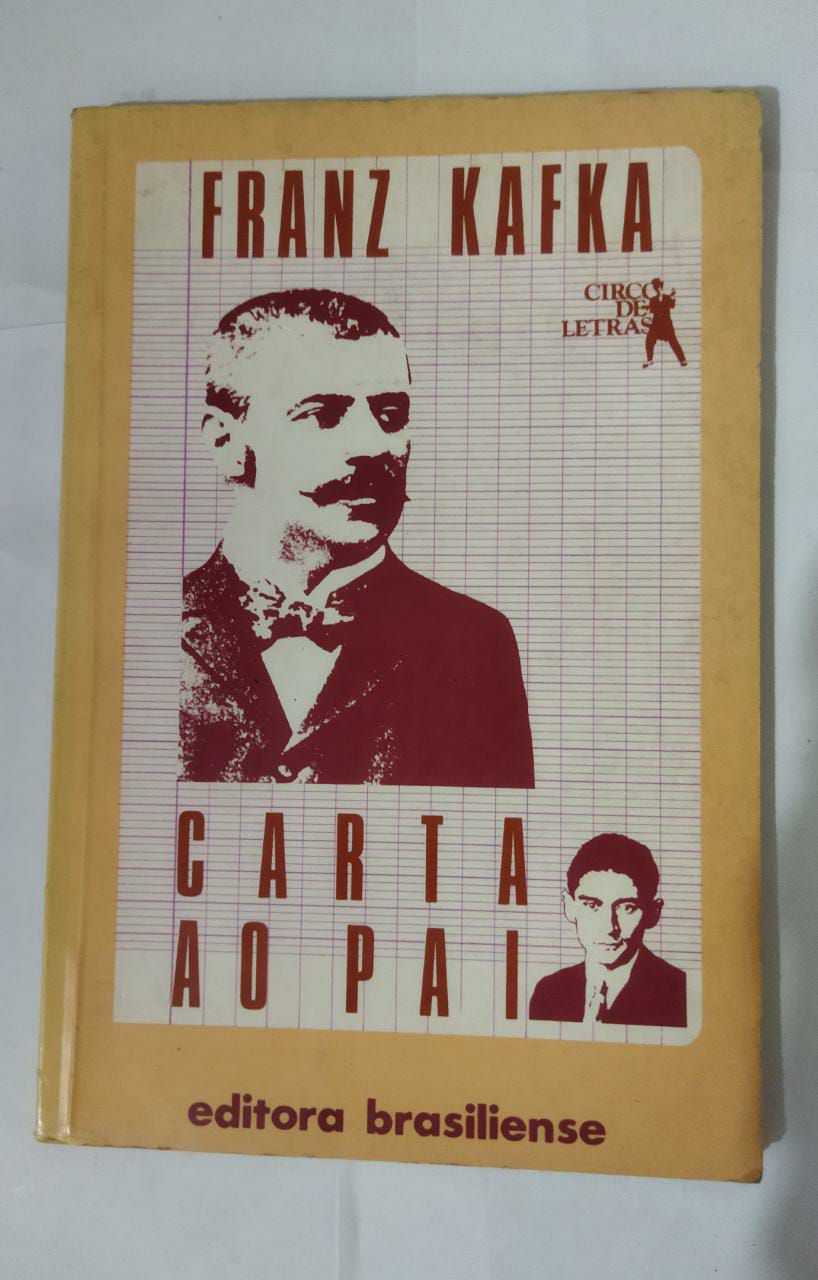 FRANZ KAFKA
CIRCO
DE
LETRAS
CARTA
AO PAI
editora brasiliense